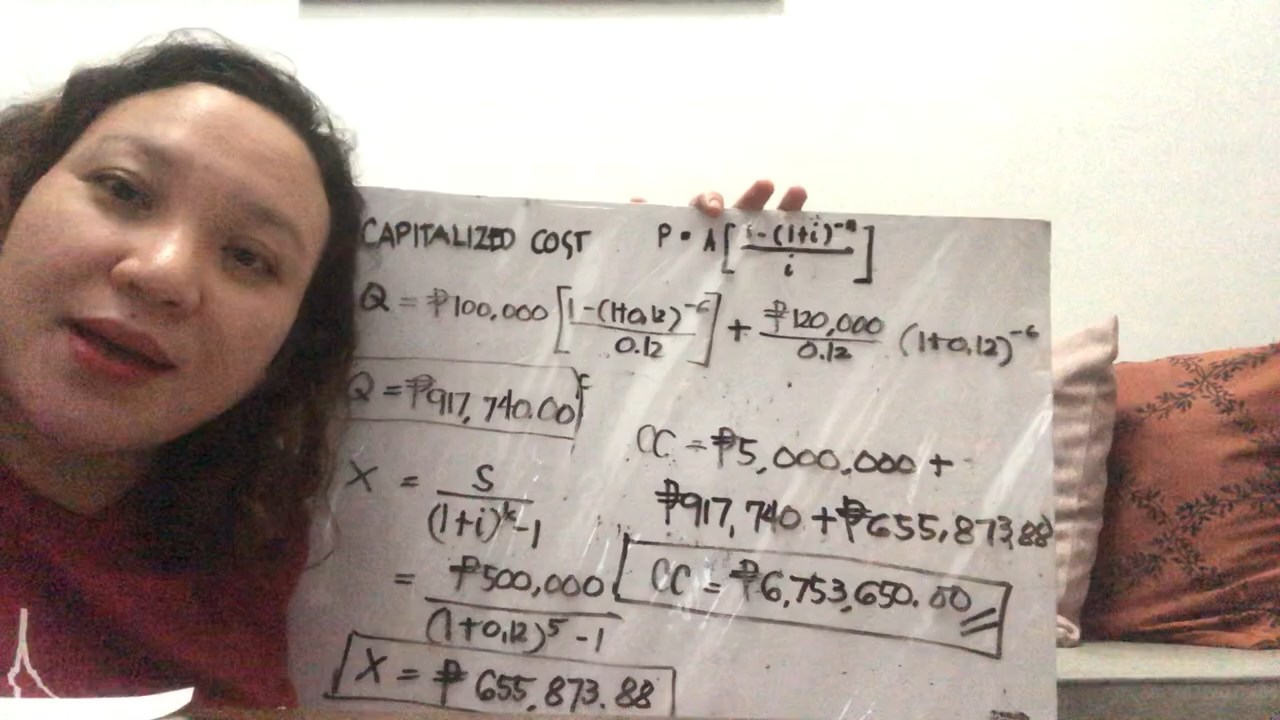 CAPITALIZED COST P = A[1-(1+i)^-n / i]
Q = ₱100,000 [1-(1+0.12)^-6 / 0.12] + ₱120,000 / 0.12 (1+0.12)^-6
Q = ₱917,740.00
X = S / (1+i)^k - 1
= ₱500,000 / (1+0.12)^5 - 1
X = ₱655,873.88
CC = ₱5,000,000 +
₱917,740 + ₱655,873.88
CC = ₱6,753,650.00